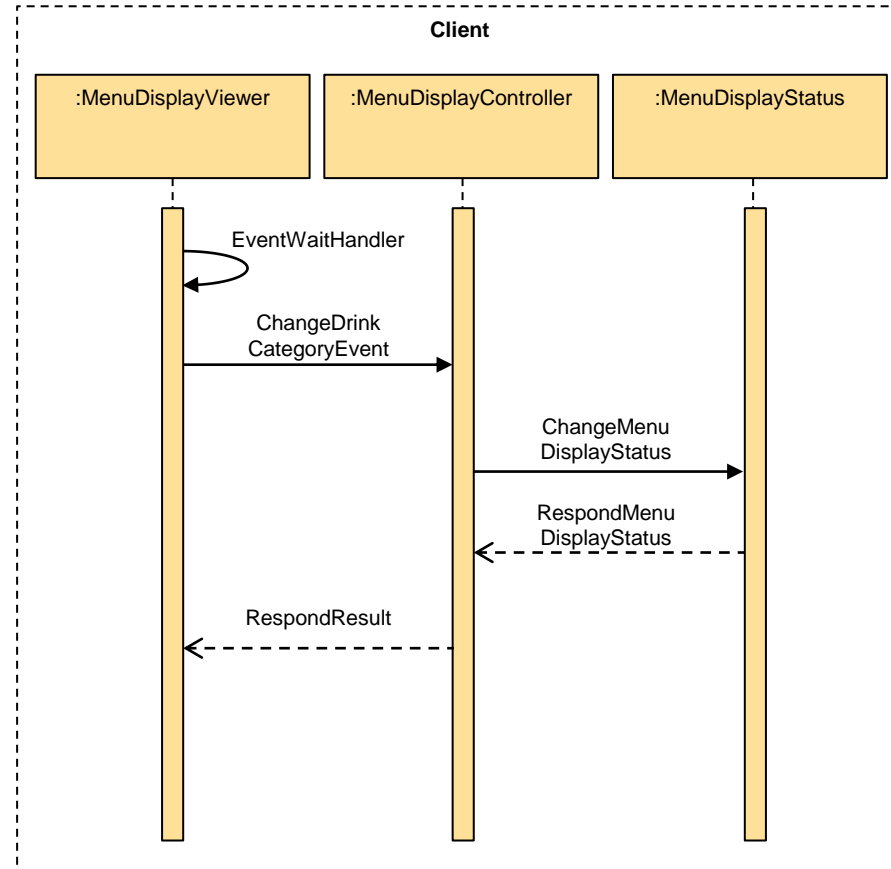 Client
:MenuDisplayViewer
:MenuDisplayController
:MenuDisplayStatus
EventWaitHandler
ChangeDrink
CategoryEvent
ChangeMenu
DisplayStatus
RespondMenu
DisplayStatus
RespondResult